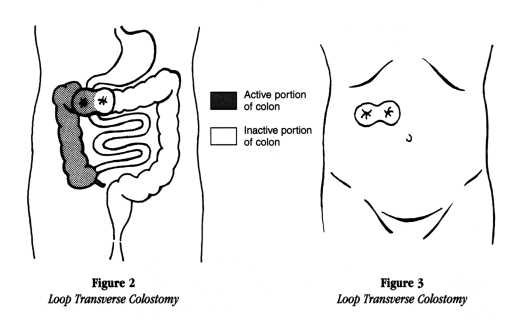 Active portion
of colon
Inactive portion
of colon
Figure 2
Loop Transverse Colostomy
Figure 3
Loop Transverse Colostomy